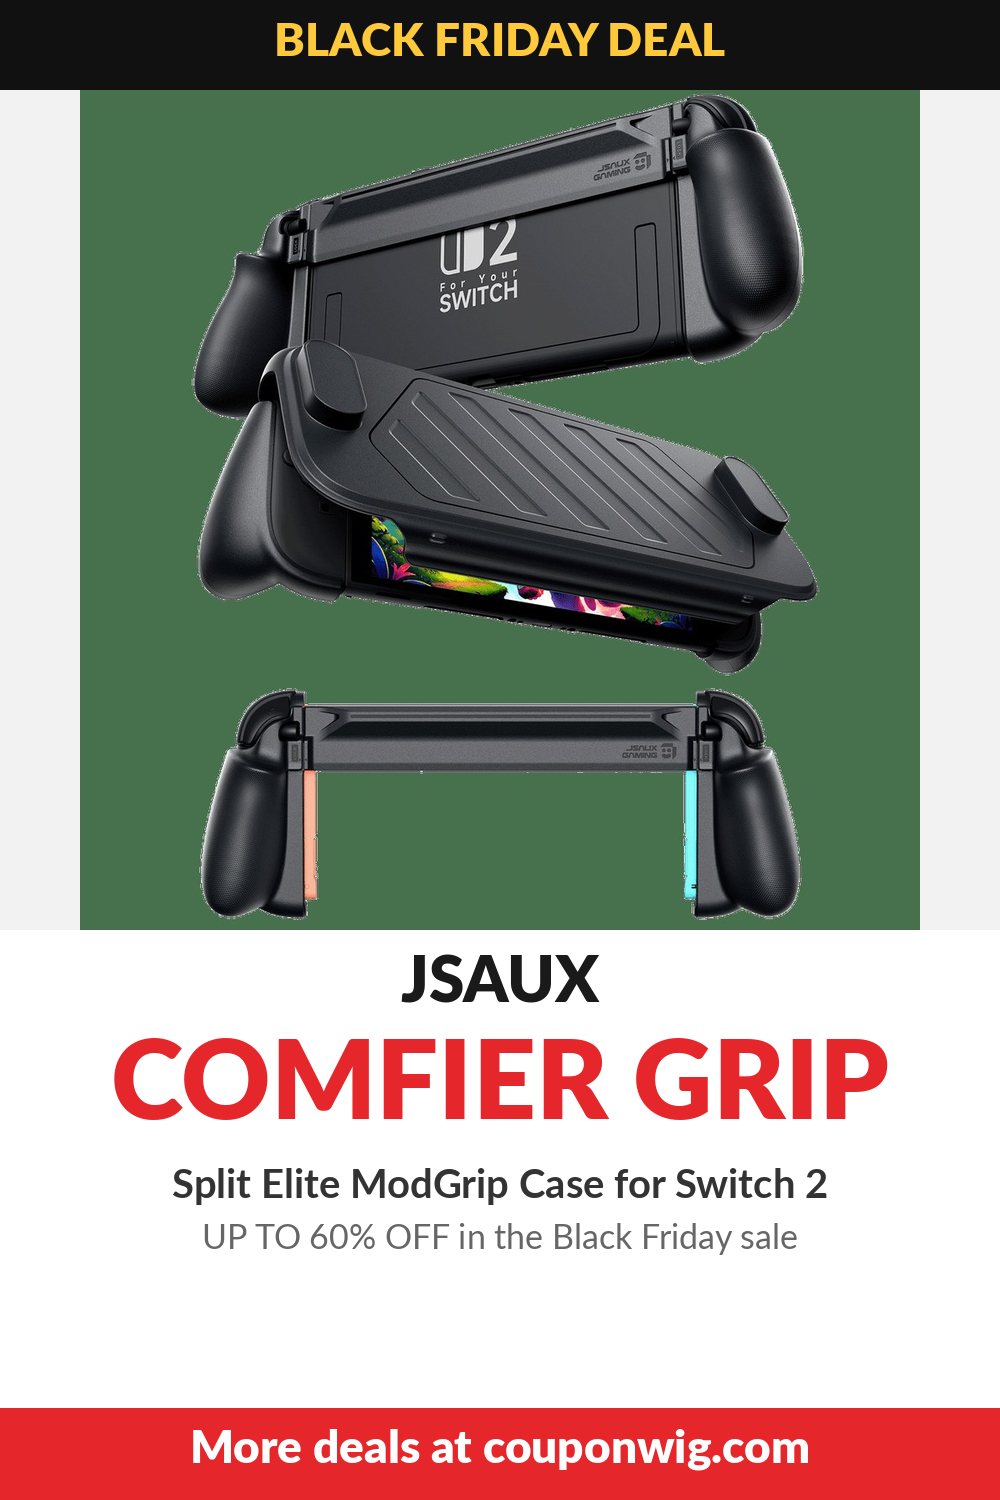 BLACK FRIDAY DEAL
JSAUX
GAMING
2
For Your
SWITCH
JSAUX
GAMING
JSAUX
COMFIER GRIP
Split Elite ModGrip Case for Switch 2
UP TO 60% OFF in the Black Friday sale
More deals at couponwig.com